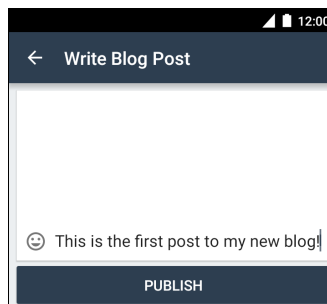 12:00
Write Blog Post
This is the first post to my new blog!
PUBLISH